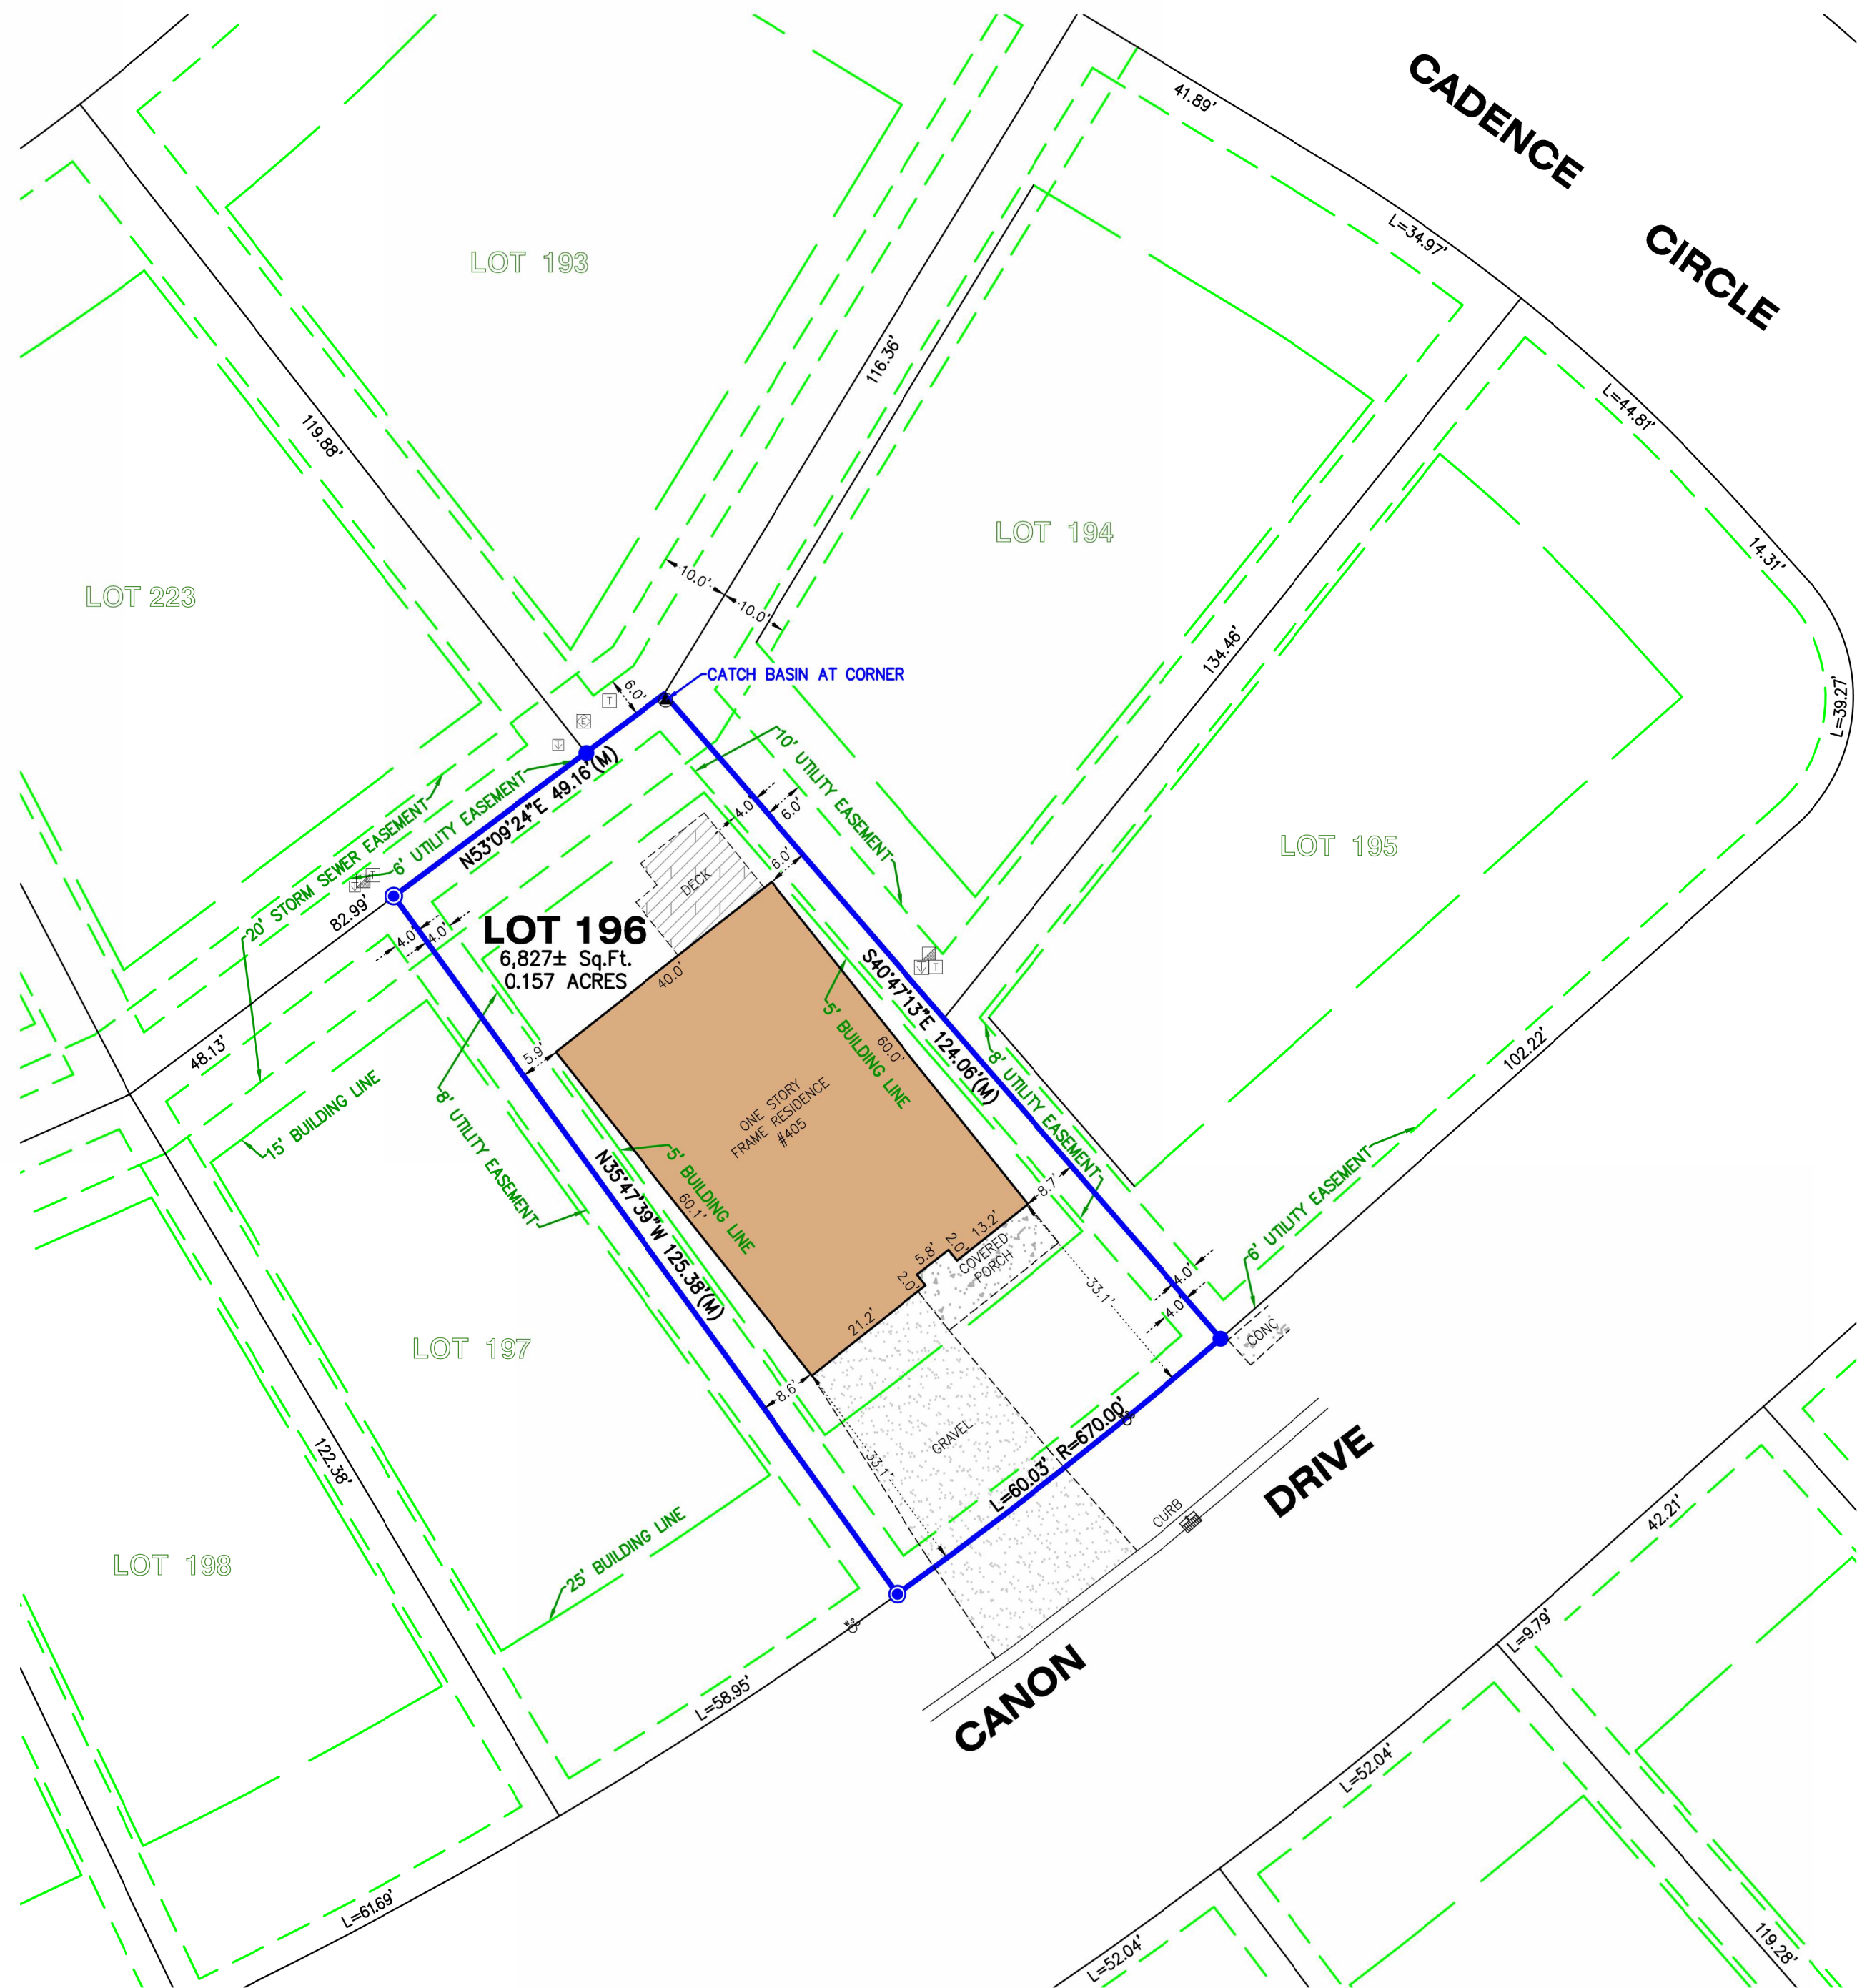 CADENCE
CIRCLE
41.89'
L=34.97'
LOT 193
116.36'
L=44.81'
119.88'
LOT 194
14.31'
LOT 223
10.0'
10.0'
134.46'
L=39.27'
CATCH BASIN AT CORNER
6.0'
T
E
10' UTILITY EASEMENT
N53°09'24"E 49.16'(M)
6' UTILITY EASEMENT
20' STORM SEWER EASEMENT
4.0'
6.0'
6.0'
LOT 195
DECK
T
82.99'
4.0'
4.0'
LOT 196
6,827± Sq.Ft.
0.157 ACRES
40.0'
T
S40°47'13"E 124.06'(M)
5' BUILDING LINE
60.0'
5.9'
48.13'
102.22'
8' UTILITY EASEMENT
15' BUILDING LINE
8' UTILITY EASEMENT
ONE STORY
FRAME RESIDENCE
#405
5' BUILDING LINE
60.1'
N35°47'39"W 125.38'(M)
8.7'
6' UTILITY EASEMENT
13.2'
2.0'
5.8'
2.0'
COVERED
PORCH
33.1'
4.0'
4.0'
CONC
21.2'
LOT 197
8.6'
GRAVEL
33.1'
L=60.03' R=670.00'
CURB
DRIVE
CANON
122.38'
25' BUILDING LINE
LOT 198
L=58.95'
42.21'
L=9.79'
L=52.04'
L=61.69'
L=52.04'
119.28'